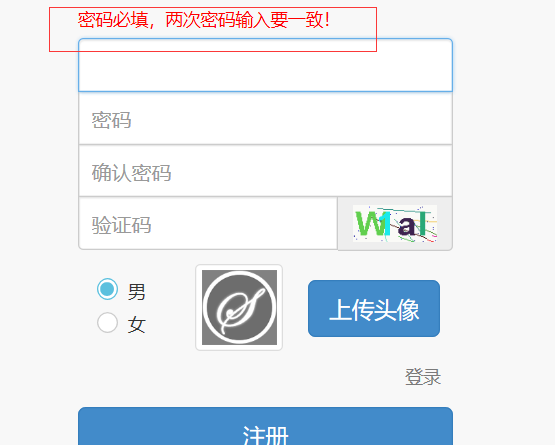 密码必填，两次密码输入要一致！
密码
确认密码
验证码
男
女
上传头像
登录
注册